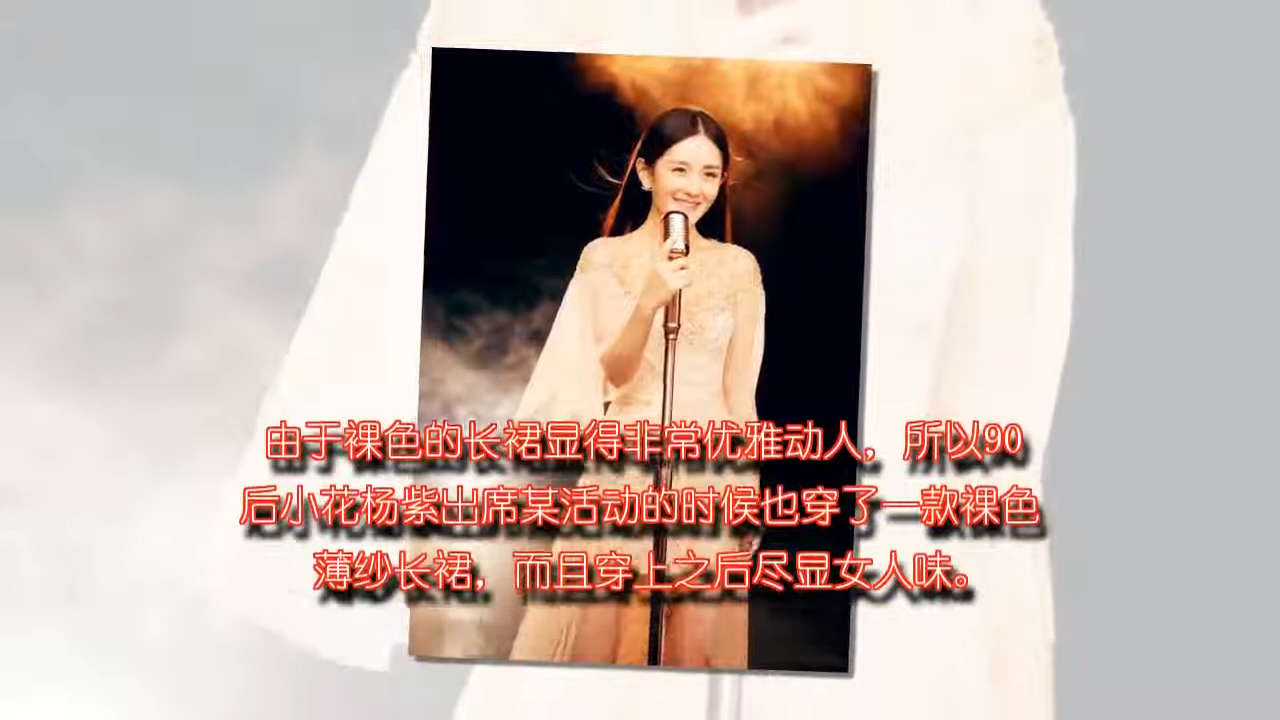 由于裸色的长裙显得非常优雅动人，所以90
后小花杨紫出席某活动的时候也穿了一款裸色
薄纱长裙，而且穿上之后尽显女人味。